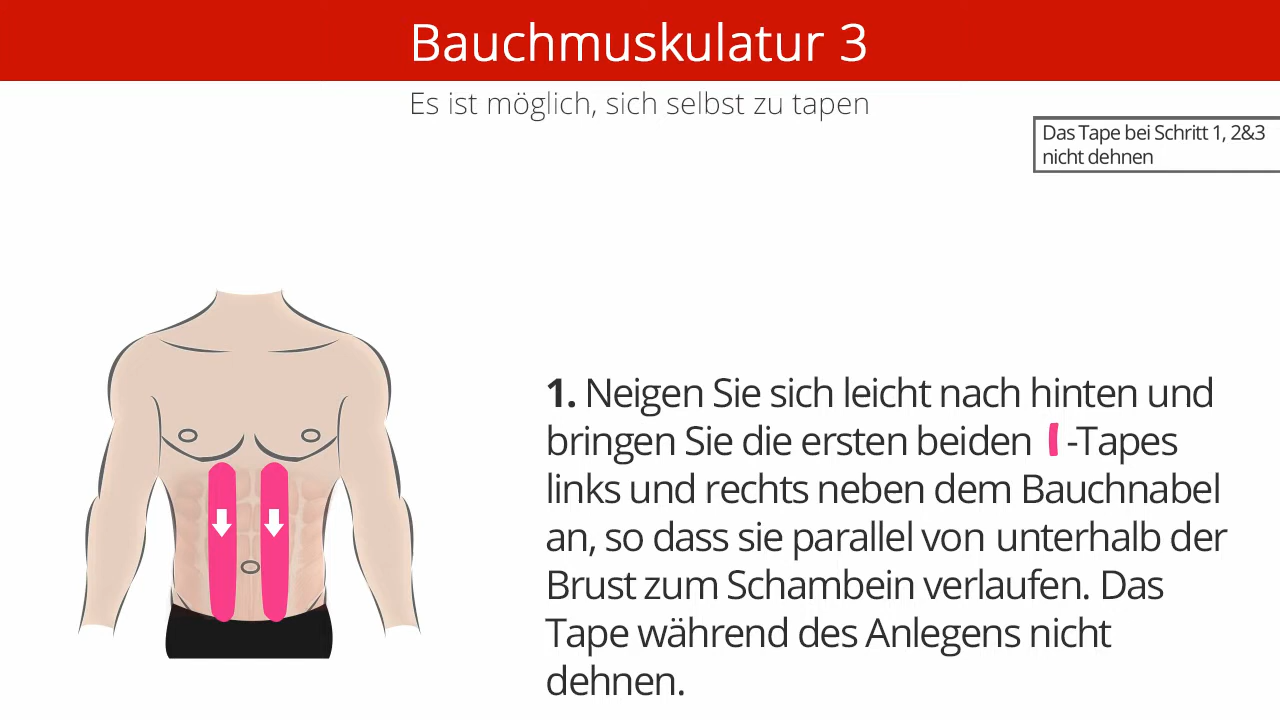 Bauchmuskulatur 3
Es ist möglich, sich selbst zu tapen
Das Tape bei Schritt 1, 2&3
nicht dehnen
1. Neigen Sie sich leicht nach hinten und
bringen Sie die ersten beiden I-Tapes
links und rechts neben dem Bauchnabel
an, so dass sie parallel von unterhalb der
Brust zum Schambein verlaufen. Das
Tape während des Anlegens nicht
dehnen.